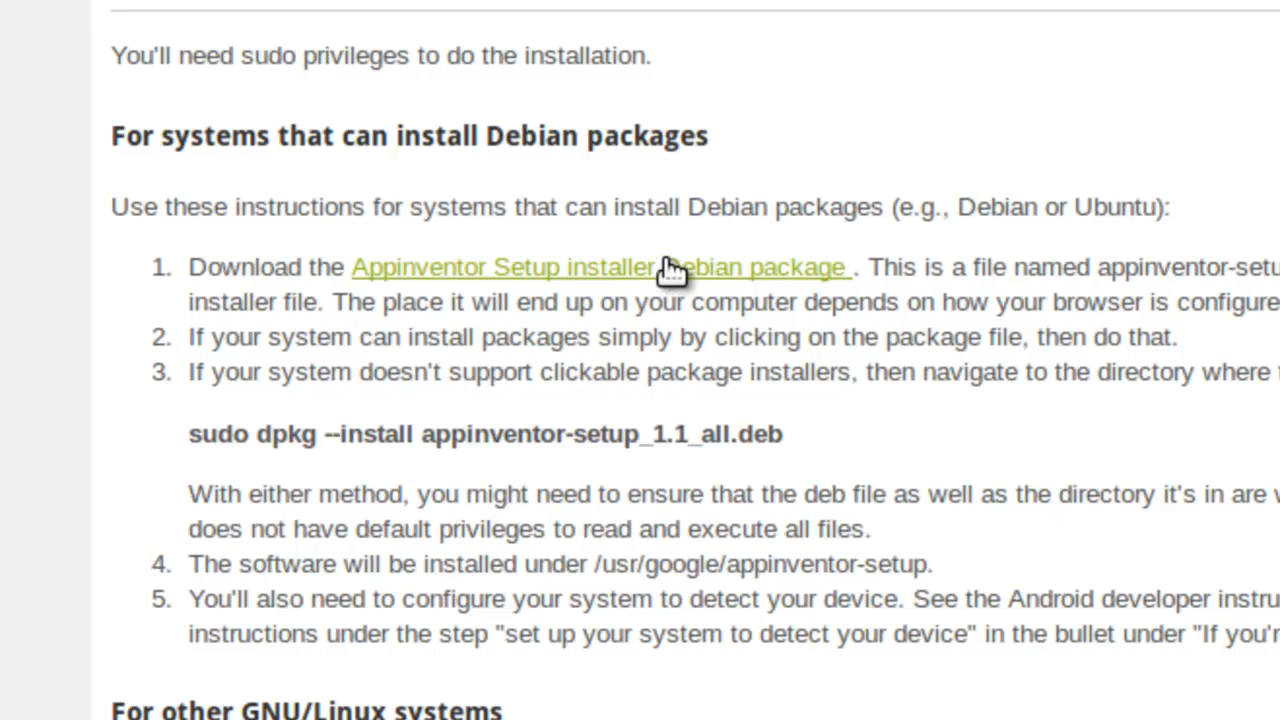 You'll need sudo privileges to do the installation.
For systems that can install Debian packages
Use these instructions for systems that can install Debian packages (e.g., Debian or Ubuntu):
1. Download the Appinventor Setup installer Debian package . This is a file named appinventor-setu
installer file. The place it will end up on your computer depends on how your browser is configure
2. If your system can install packages simply by clicking on the package file, then do that.
3. If your system doesn't support clickable package installers, then navigate to the directory where
sudo dpkg --install appinventor-setup_1.1_all.deb
With either method, you might need to ensure that the deb file as well as the directory it's in are
does not have default privileges to read and execute all files.
4. The software will be installed under /usr/google/appinventor-setup.
5. You'll also need to configure your system to detect your device. See the Android developer instru
instructions under the step "set up your system to detect your device" in the bullet under "If you'r
For other GNU/Linux systems